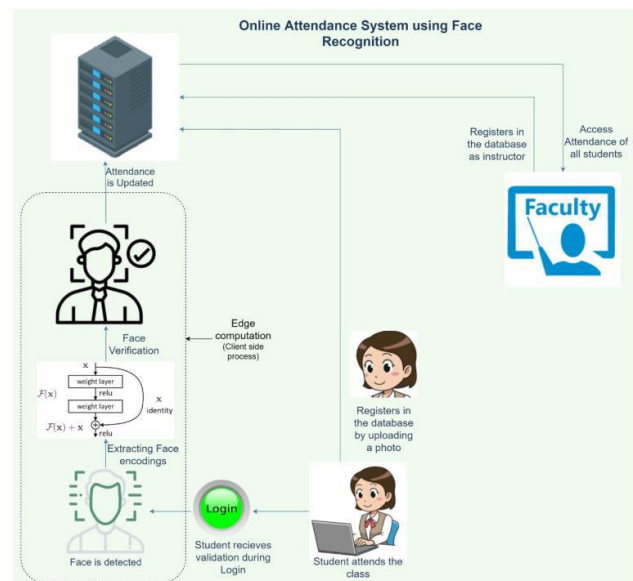 Online Attendance System using Face
Recognition
Registers in
the database
as instructor
Access
Attendance of
all students
Attendance
is Updated
Faculty
Edge
computation
(Client side
process)
Face
Verification
x
weight layer
F(x)
relu
weight layer
x
identity
F(x) + x
relu
Registers in
the database
by uploading
a photo
Extracting Face
encodings
Login
Student recieves
validation during
Login
Student attends the
class
Face is detected